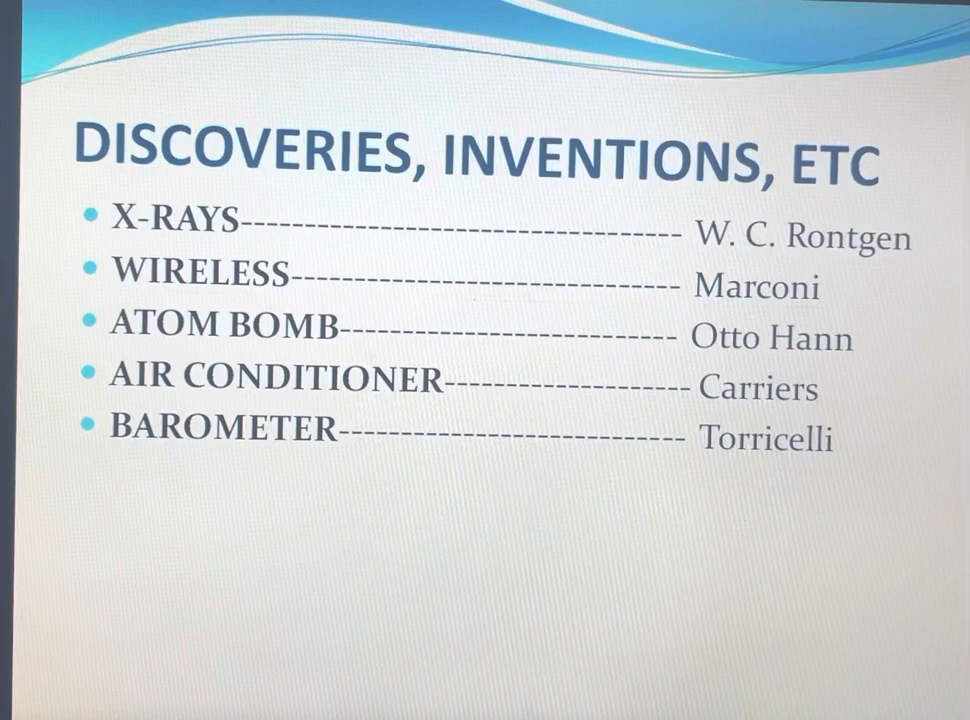 DISCOVERIES, INVENTIONS, ETC
X-RAYS----------------------------------- W. C. Rontgen
WIRELESS------------------------------- Marconi
ATOM BOMB--------------------------- Otto Hann
AIR CONDITIONER-------------------- Carriers
BAROMETER---------------------------- Torricelli